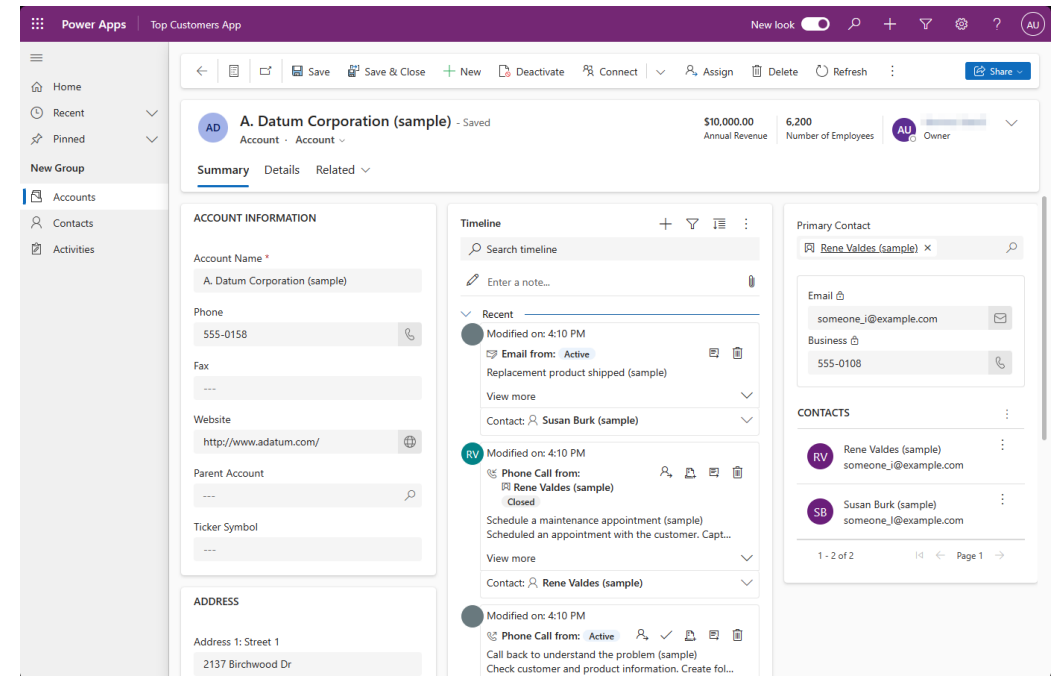 Power Apps
Top Customers App
New look
?
AU
Home
Recent
Pinned
New Group
Accounts
Contacts
Activities
Save
Save & Close
New
Deactivate
Connect
Assign
Delete
Refresh
Share
AD
A. Datum Corporation (sample) - Saved
Account · Account
$10,000.00
Annual Revenue
6,200
Number of Employees
AU
Owner
Summary
Details
Related
ACCOUNT INFORMATION
Account Name *
A. Datum Corporation (sample)
Phone
555-0158
Fax
---
Website
http://www.adatum.com/
Parent Account
---
Ticker Symbol
---
ADDRESS
Address 1: Street 1
2137 Birchwood Dr
Timeline
Search timeline
Enter a note...
Recent
Modified on: 4:10 PM
Email from: Active
Replacement product shipped (sample)
View more
Contact: Susan Burk (sample)
RV
Modified on: 4:10 PM
Phone Call from:
Rene Valdes (sample)
Closed
Schedule a maintenance appointment (sample)
Scheduled an appointment with the customer. Capt...
View more
Contact: Rene Valdes (sample)
Modified on: 4:10 PM
Phone Call from: Active
Call back to understand the problem (sample)
Check customer and product information. Create fol...
Primary Contact
Rene Valdes (sample)
Email
someone_i@example.com
Business
555-0108
CONTACTS
RV
Rene Valdes (sample)
someone_i@example.com
SB
Susan Burk (sample)
someone_l@example.com
1 - 2 of 2
Page 1